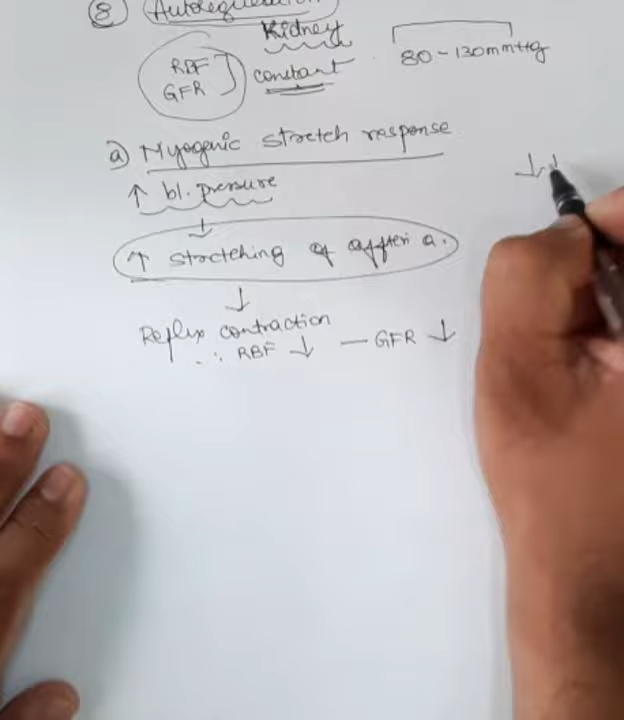 ⑧ Autoregulation
Kidney
RBF
GFR } constant 80-130mmHg
a) Myogenic stretch response
↑ bl. pressure
↓
↑ stretching of affern a.
↓
Reflex contraction
∴ RBF ↓ — GFR ↓
↓↓